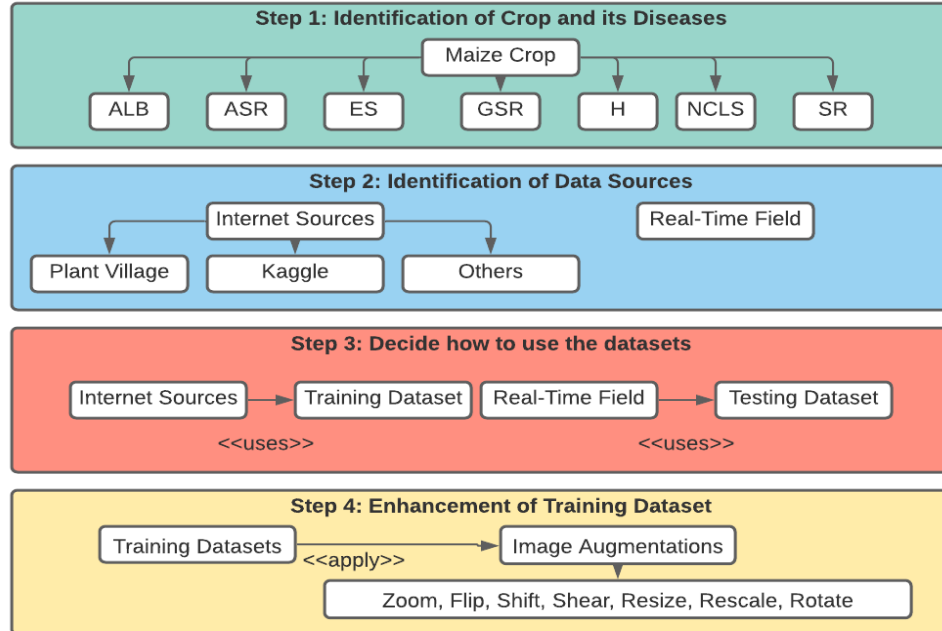 Step 1: Identification of Crop and its Diseases
Maize Crop
ALB ASR ES GSR H NCLS SR
Step 2: Identification of Data Sources
Internet Sources Real-Time Field
Plant Village Kaggle Others
Step 3: Decide how to use the datasets
Internet Sources Training Dataset Real-Time Field Testing Dataset
<<uses>> <<uses>>
Step 4: Enhancement of Training Dataset
Training Datasets Image Augmentations
<<apply>>
Zoom, Flip, Shift, Shear, Resize, Rescale, Rotate